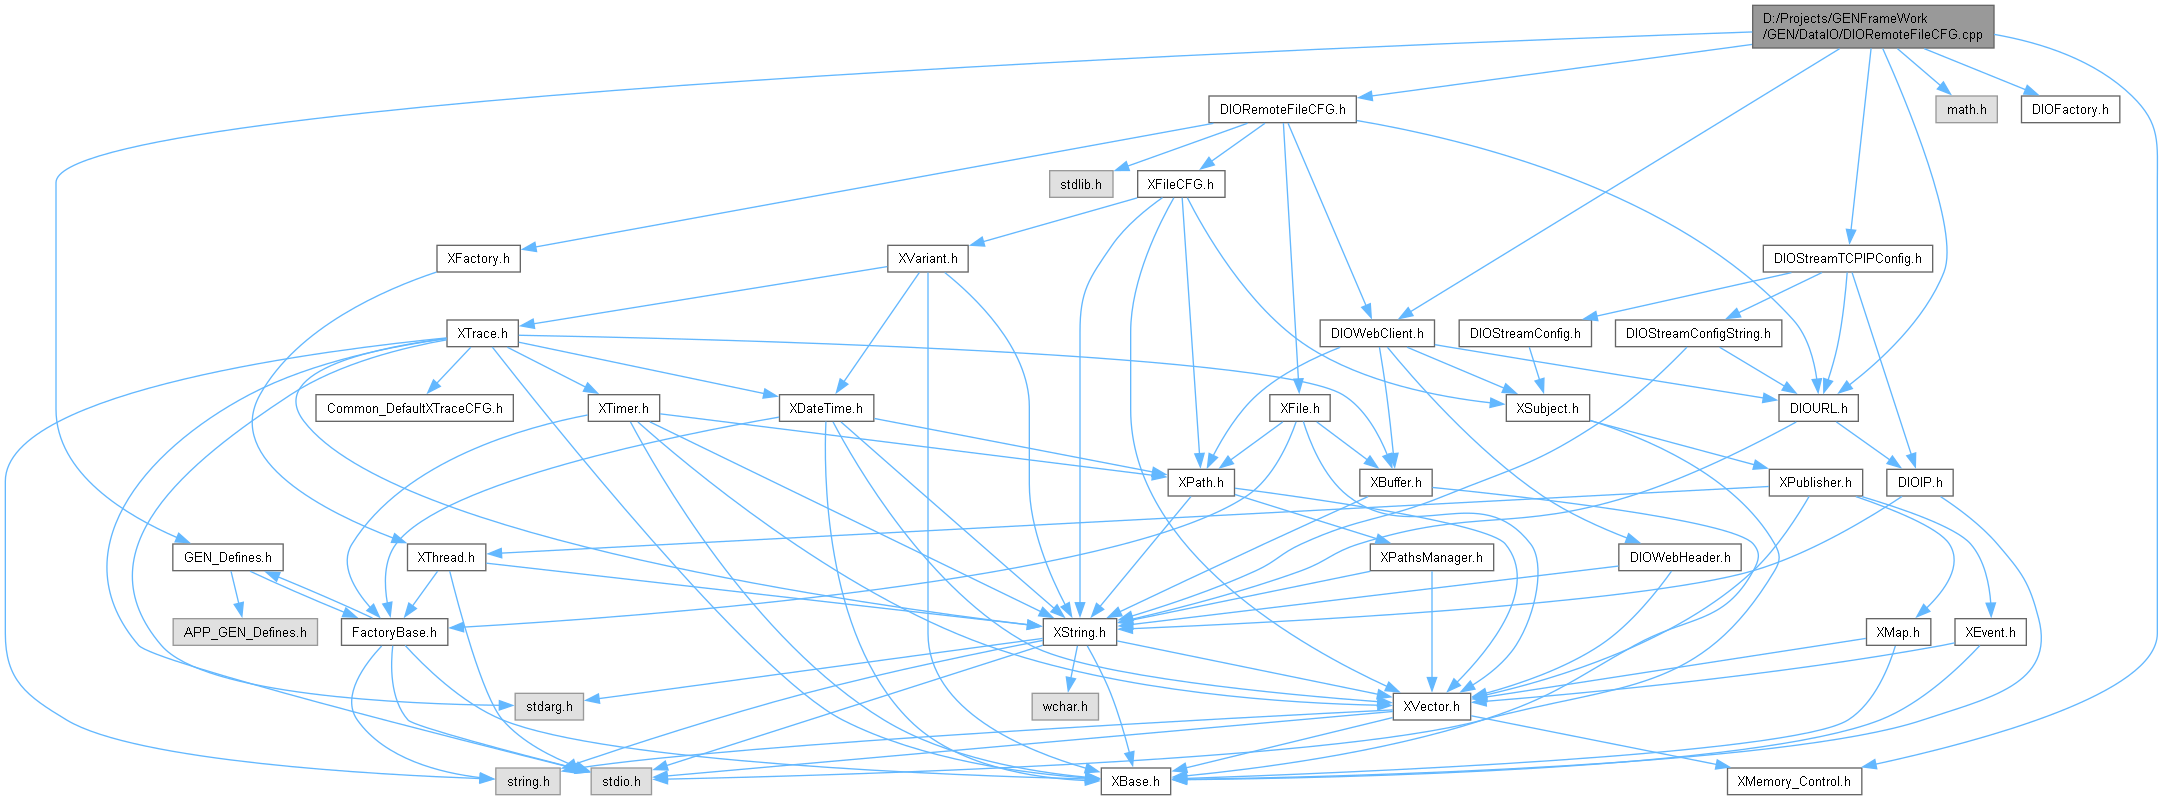 D:/Projects/GENFrameWork
/GEN/DataIO/DIORemoteFileCFG.cpp
DIORemoteFileCFG.h
math.h
DIOFactory.h
stdlib.h
XFileCFG.h
XFactory.h
XVariant.h
DIOStreamTCPIPConfig.h
XTrace.h
DIOWebClient.h
DIOStreamConfig.h
DIOStreamConfigString.h
Common_DefaultXTraceCFG.h
XTimer.h
XDateTime.h
XFile.h
XSubject.h
DIOURL.h
XPath.h
XBuffer.h
XPublisher.h
DIOIP.h
GEN_Defines.h
XThread.h
XPathsManager.h
DIOWebHeader.h
APP_GEN_Defines.h
FactoryBase.h
XString.h
XMap.h
XEvent.h
stdarg.h
wchar.h
XVector.h
string.h
stdio.h
XBase.h
XMemory_Control.h